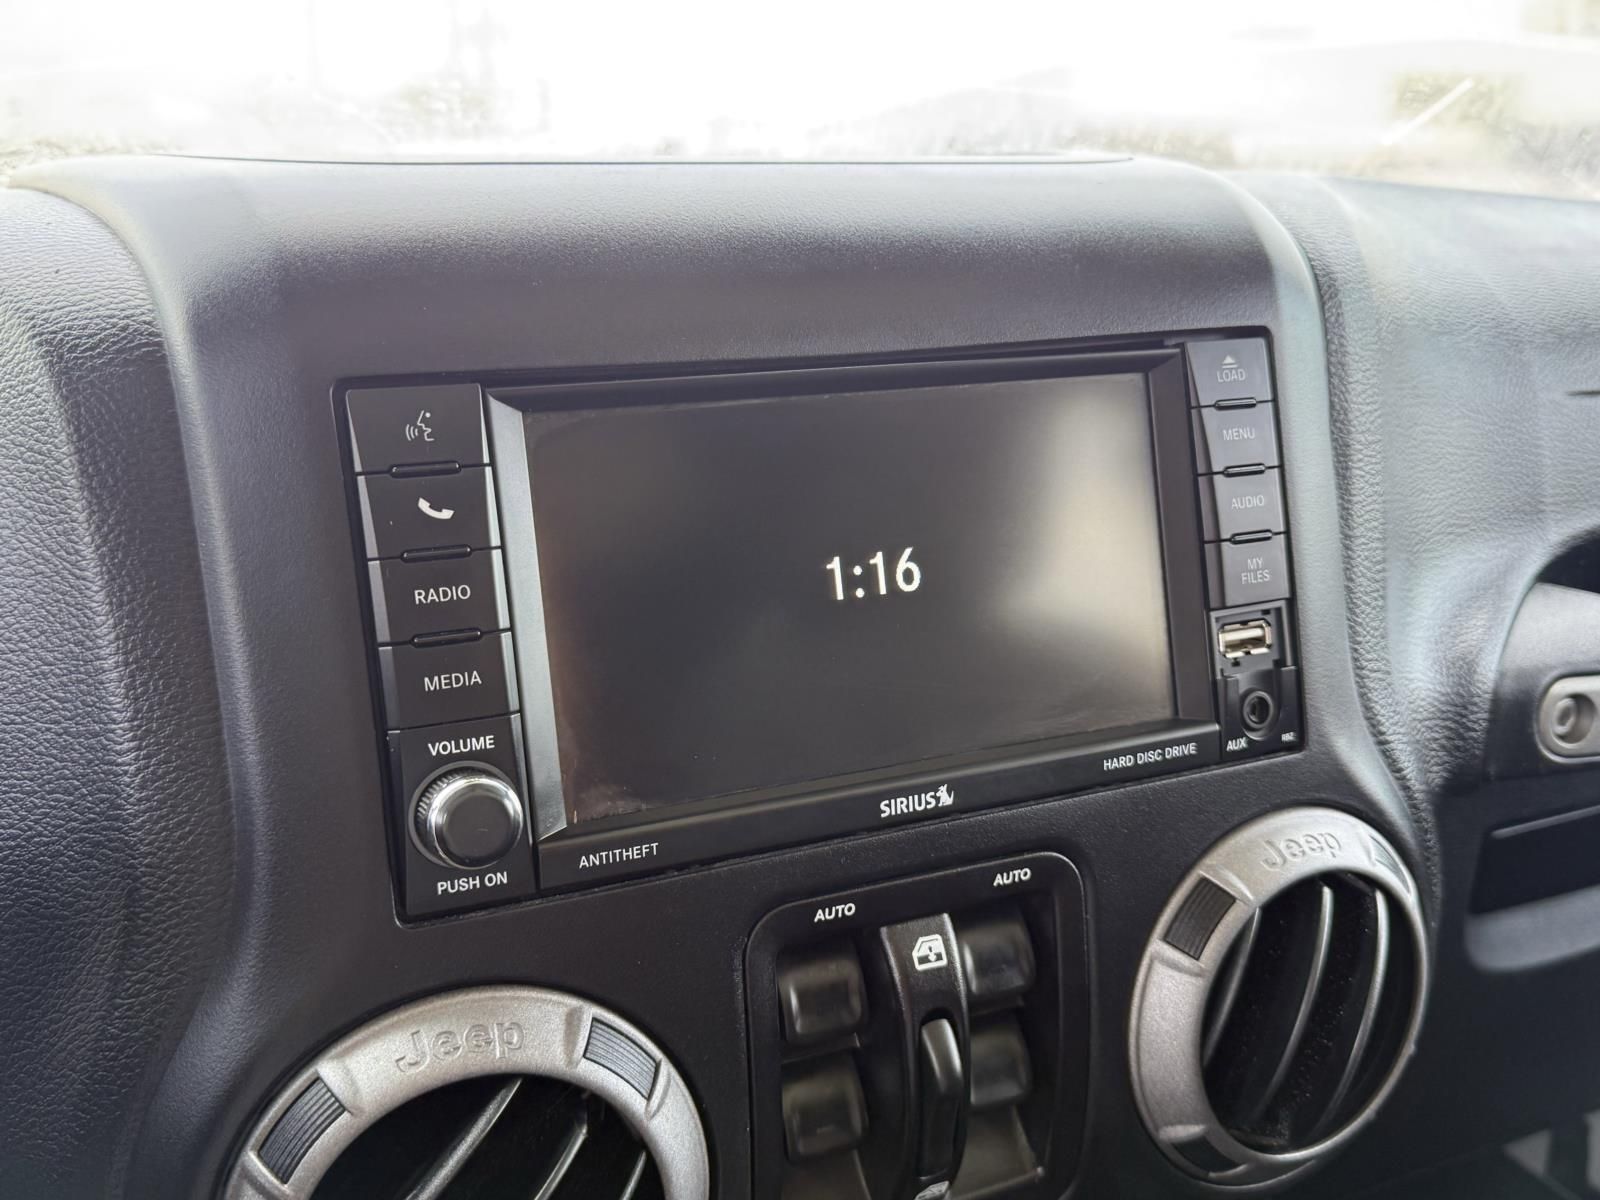 LOAD
MENU
AUDIO
MY
FILES
RADIO
MEDIA
VOLUME
PUSH ON
1:16
AUX
RBZ
HARD DISC DRIVE
SIRIUS
ANTITHEFT
AUTO
AUTO
Jeep
Jeep